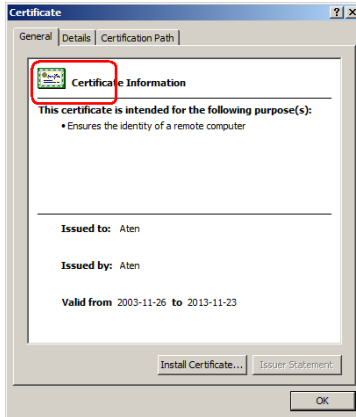 Certificate
General Details Certification Path
Certificate Information
This certificate is intended for the following purpose(s):
• Ensures the identity of a remote computer
Issued to: Aten
Issued by: Aten
Valid from 2003-11-26 to 2013-11-23
Install Certificate... Issuer Statement
OK